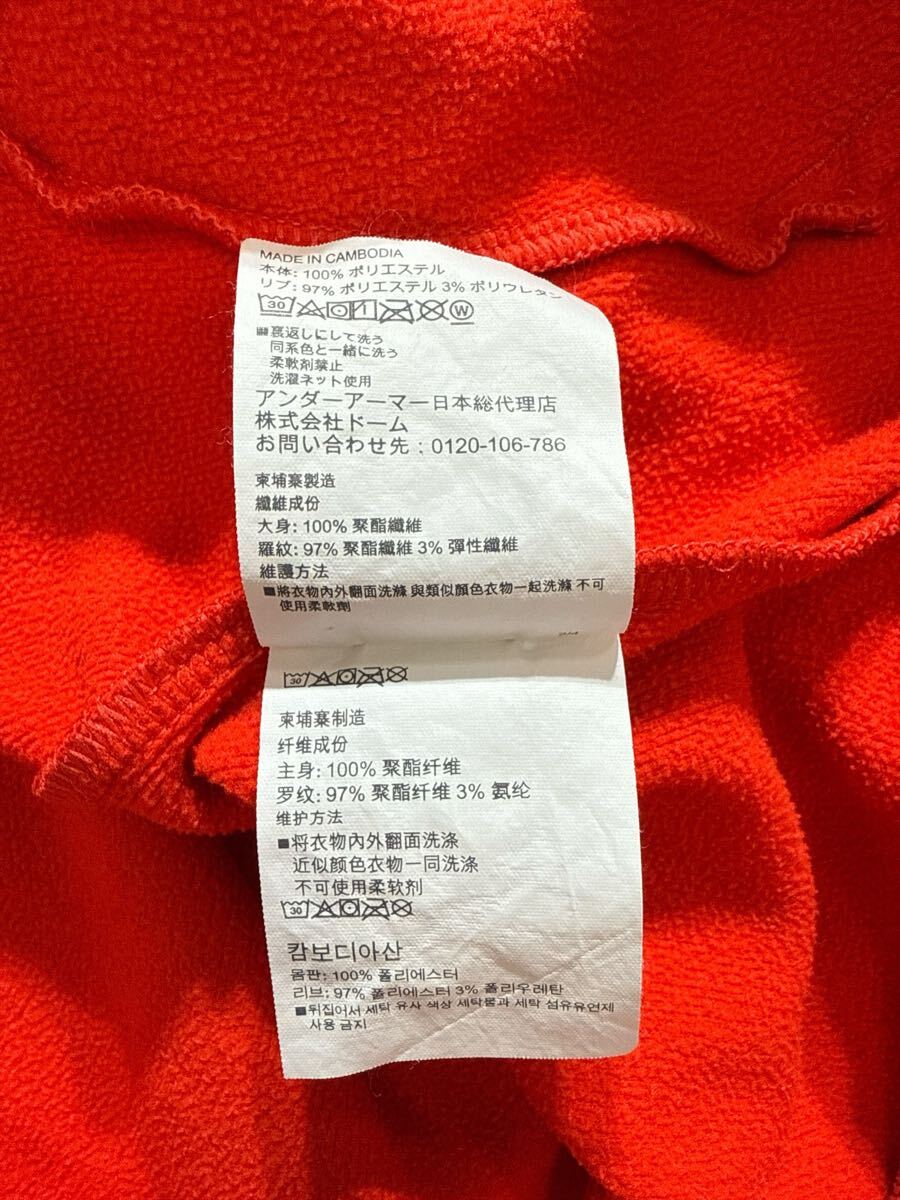 MADE IN CAMBODIA
本体: 100% ポリエステル
リブ: 97% ポリエステル 3% ポリウレタン
30 W
■裏返しにして洗う
同系色と一緒に洗う
柔軟剤禁止
洗濯ネット使用
アンダーアーマー日本総代理店
株式会社ドーム
お問い合わせ先 : 0120-106-786
柬埔寨製造
纖維成份
大身: 100% 聚酯纖維
羅紋: 97% 聚酯纖維 3% 彈性纖維
維護方法
■將衣物內外翻面洗滌 與類似顏色衣物一起洗滌 不可
使用柔軟劑
30
柬埔寨制造
纤维成份
主身: 100% 聚酯纤维
罗纹: 97% 聚酯纤维 3% 氨纶
维护方法
■将衣物内外翻面洗涤
近似颜色衣物一同洗涤
不可使用柔软剂
30
캄보디아산
몸판: 100% 폴리에스터
리브: 97% 폴리에스터 3% 폴리우레탄
■뒤집어서 세탁 유사 색상 세탁물과 세탁 섬유유연제
사용 금지